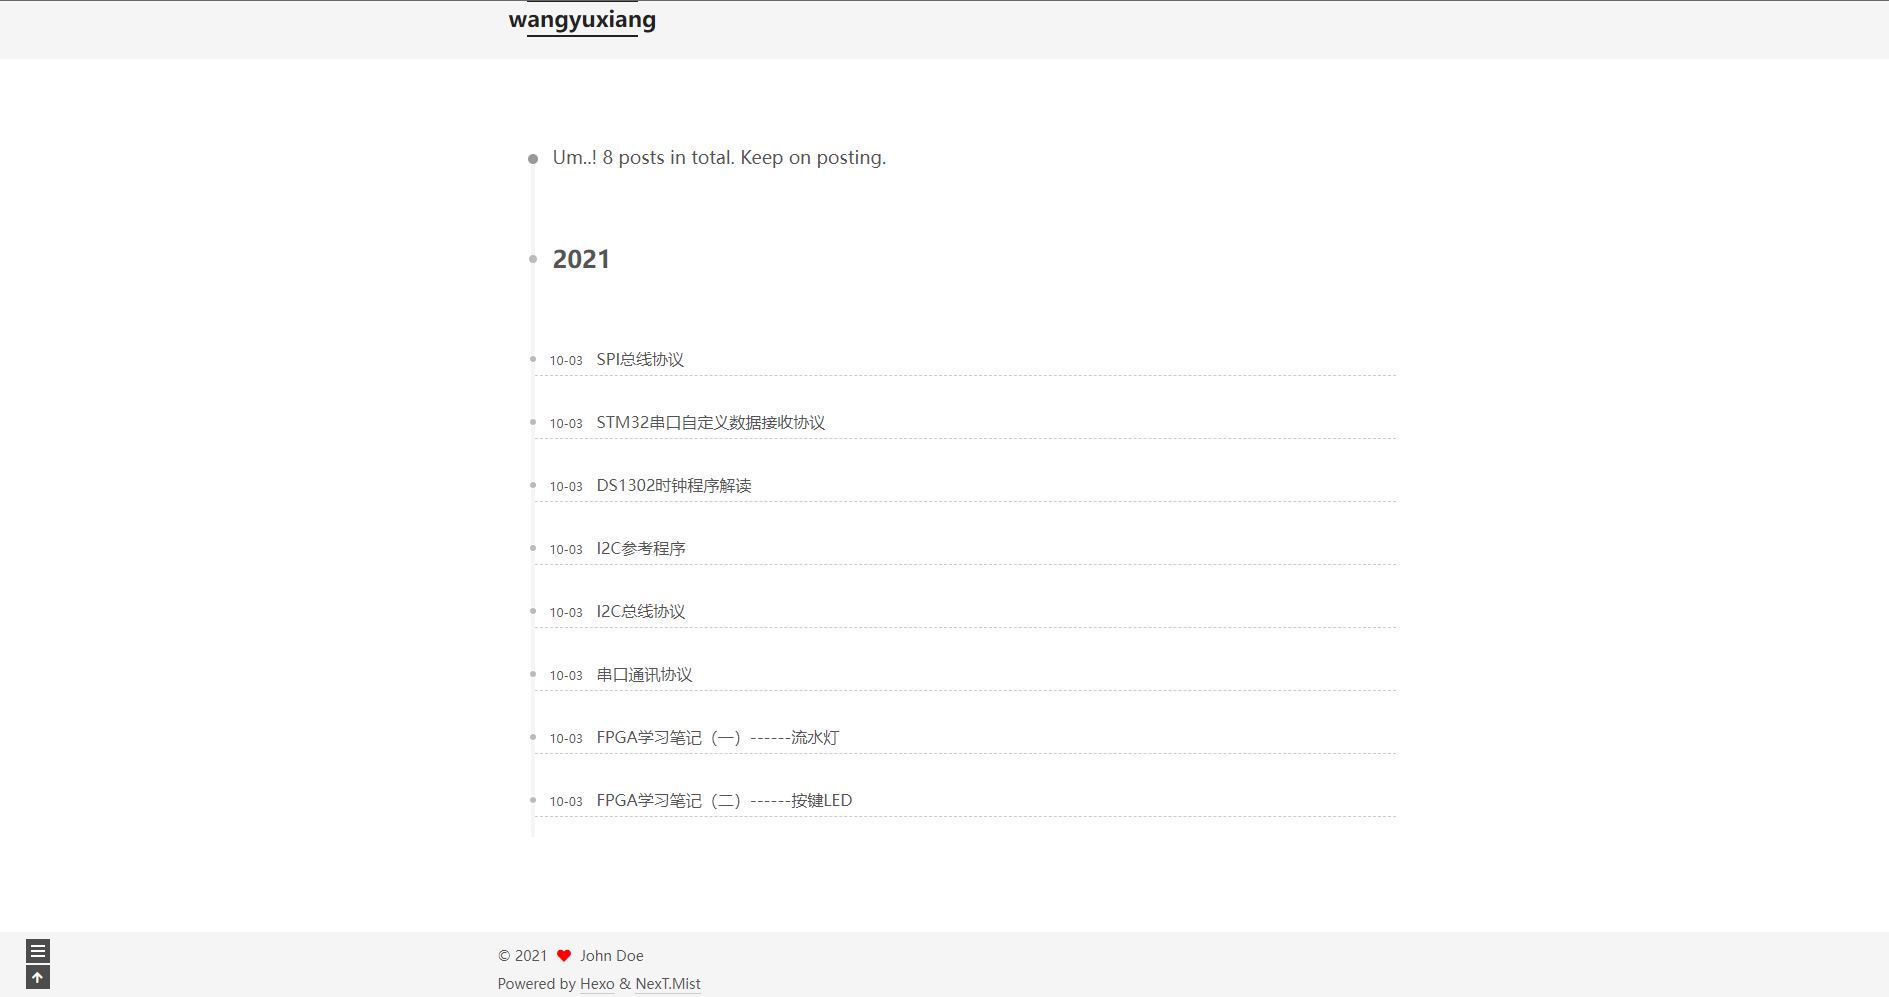 wangyuxiang
Um..! 8 posts in total. Keep on posting.
2021
10-03 SPI总线协议
10-03 STM32串口自定义数据接收协议
10-03 DS1302时钟程序解读
10-03 I2C参考程序
10-03 I2C总线协议
10-03 串口通讯协议
10-03 FPGA学习笔记（一）------流水灯
10-03 FPGA学习笔记（二）------按键LED
© 2021 ❤ John Doe
Powered by Hexo & NexT.Mist